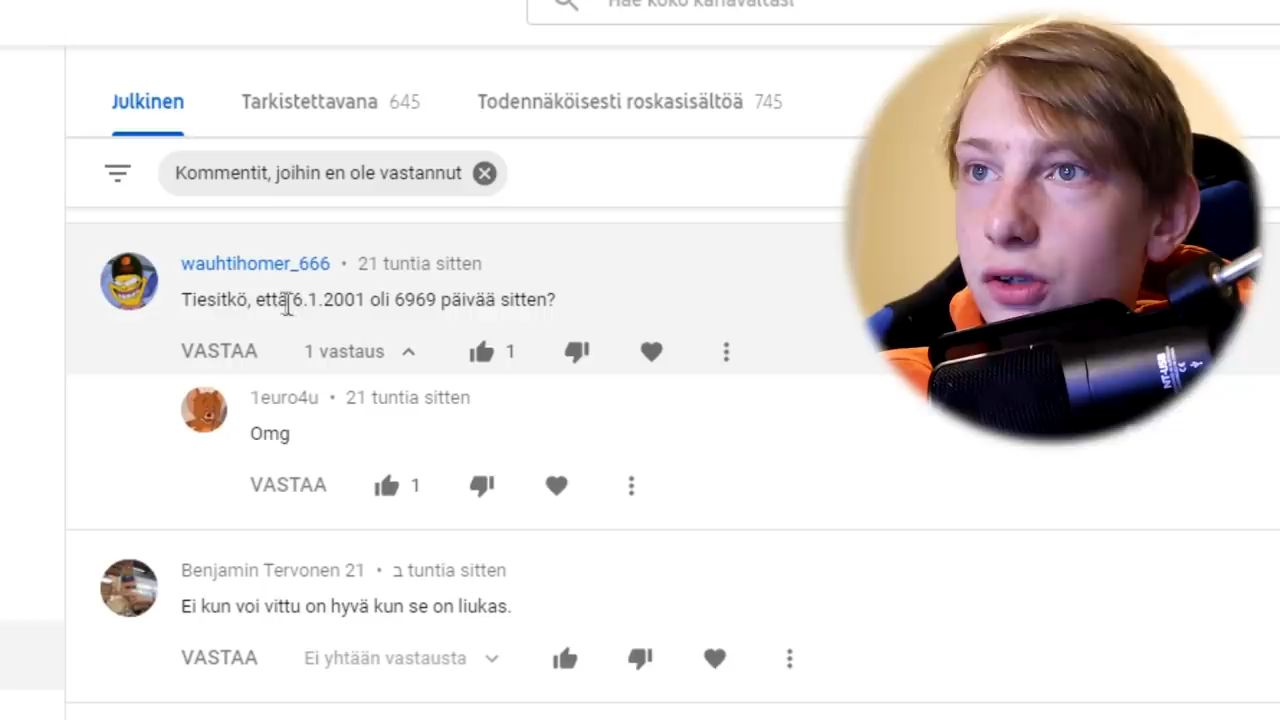 Hae koko kanavaltasi
Julkinen Tarkistettavana 645 Todennäköisesti roskasisältöä 745
Kommentit, joihin en ole vastannut
wauhtihomer_666 • 21 tuntia sitten
Tiesitkö, että 6.1.2001 oli 6969 päivää sitten?
VASTAA 1 vastaus 1
1euro4u • 21 tuntia sitten
Omg
VASTAA 1
Benjamin Tervonen 21 • tuntia sitten
Ei kun voi vittu on hyvä kun se on liukas.
VASTAA Ei yhtään vastausta
NT-USB